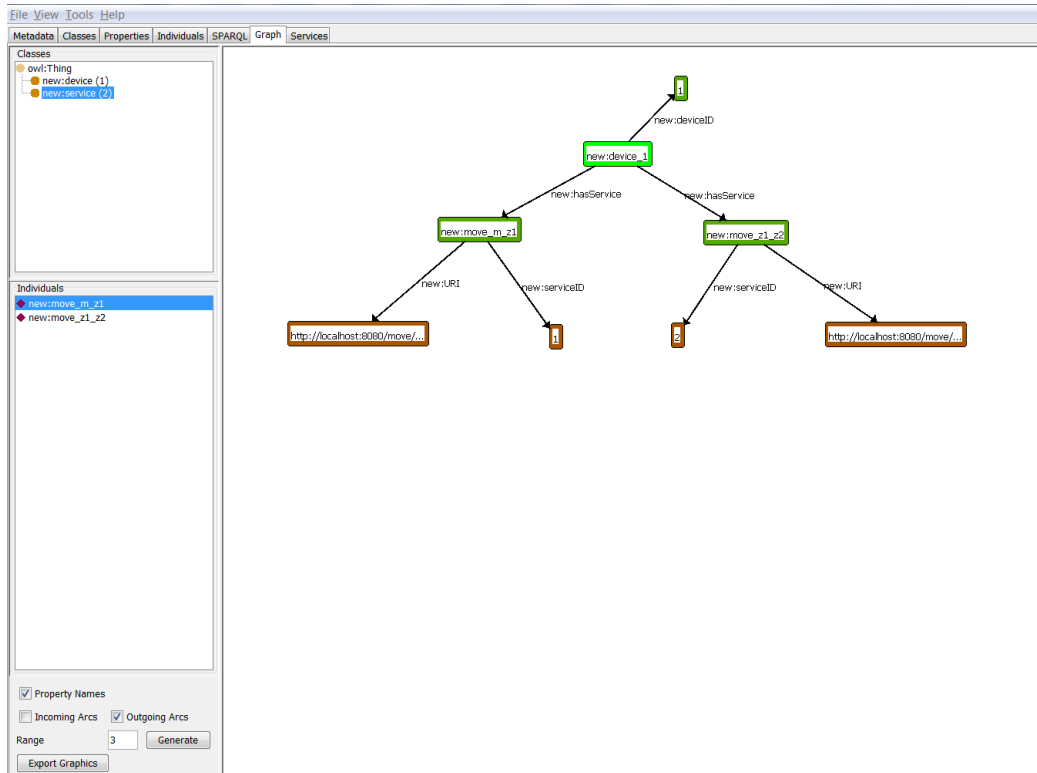 File View Tools Help
Metadata Classes Properties Individuals SPARQL Graph Services
Classes
owl:Thing
new:device (1)
new:service (2)
Individuals
new:move_m_z1
new:move_z1_z2
Property Names
Incoming Arcs Outgoing Arcs
Range 3 Generate
Export Graphics
1
new:deviceID
new:device_1
new:hasService new:hasService
new:move_m_z1 new:move_z1_z2
new:URI new:serviceID new:serviceID new:URI
http://localhost:8080/move/... 1 2 http://localhost:8080/move/...